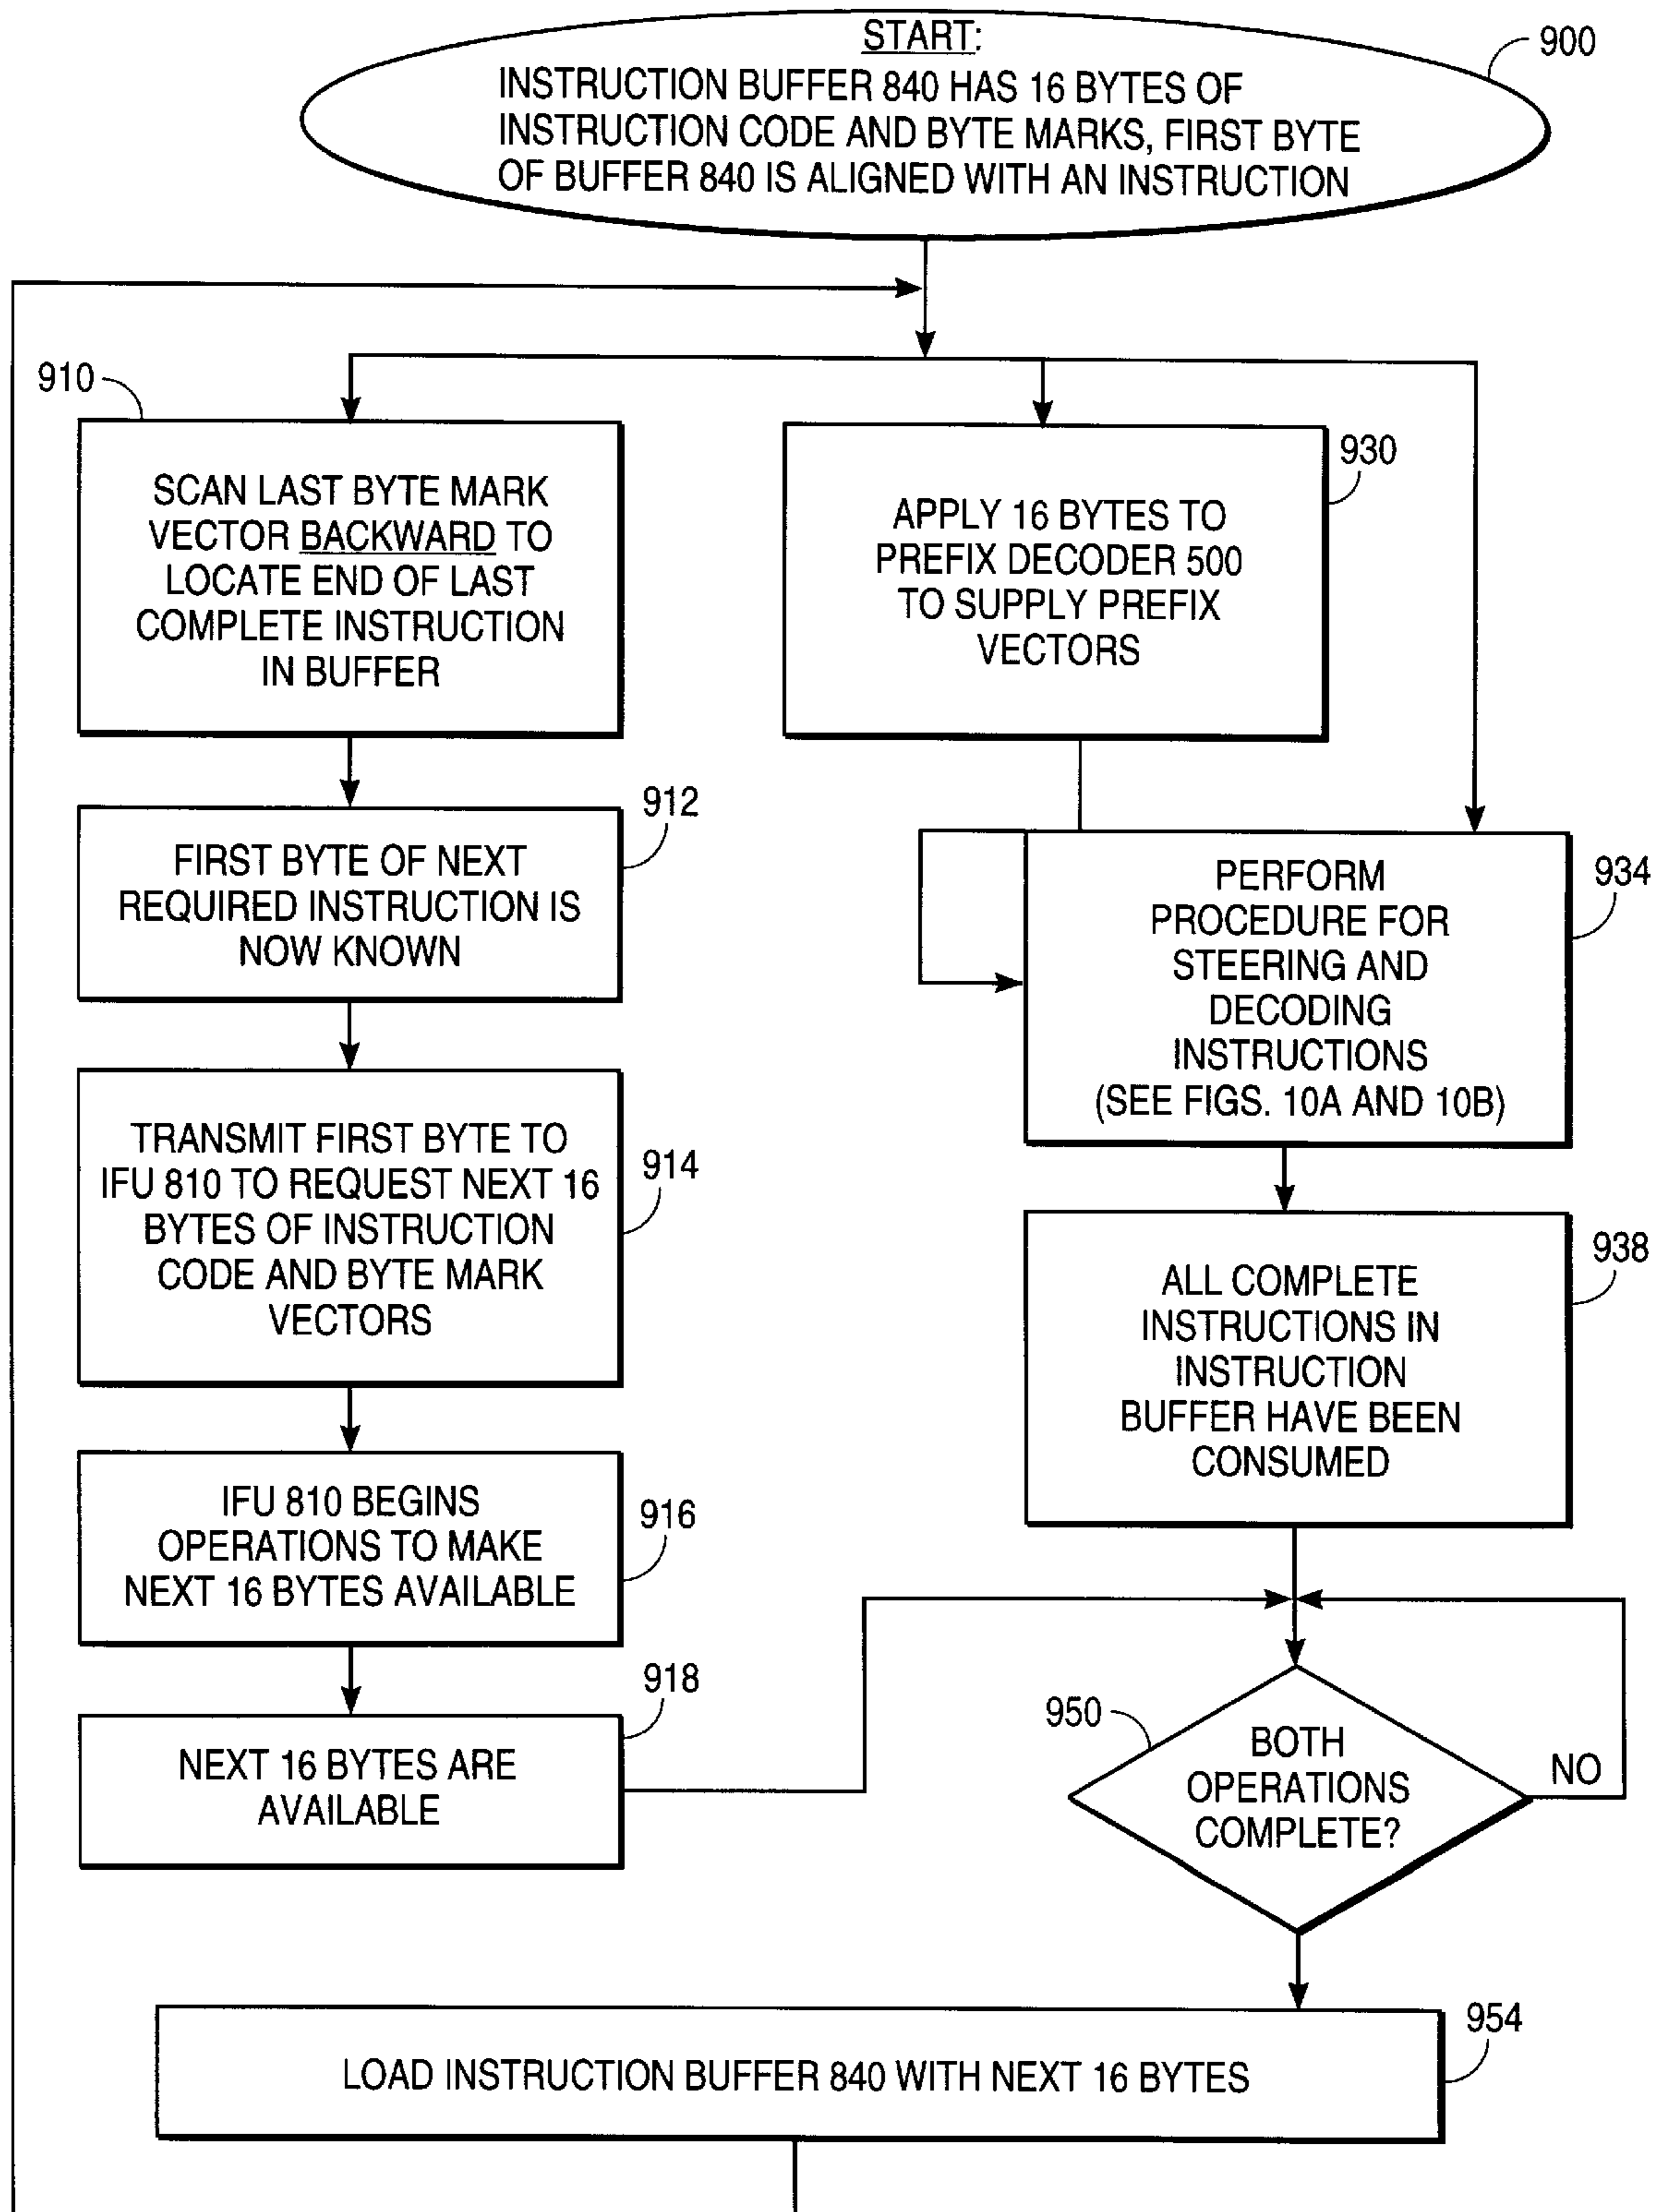 START:
900
INSTRUCTION BUFFER 840 HAS 16 BYTES OF
INSTRUCTION CODE AND BYTE MARKS, FIRST BYTE
OF BUFFER 840 IS ALIGNED WITH AN INSTRUCTION
910
SCAN LAST BYTE MARK
VECTOR BACKWARD TO
LOCATE END OF LAST
COMPLETE INSTRUCTION
IN BUFFER
930
APPLY 16 BYTES TO
PREFIX DECODER 500
TO SUPPLY PREFIX
VECTORS
912
FIRST BYTE OF NEXT
REQUIRED INSTRUCTION IS
NOW KNOWN
934
PERFORM
PROCEDURE FOR
STEERING AND
DECODING
INSTRUCTIONS
(SEE FIGS. 10A AND 10B)
914
TRANSMIT FIRST BYTE TO
IFU 810 TO REQUEST NEXT 16
BYTES OF INSTRUCTION
CODE AND BYTE MARK
VECTORS
938
ALL COMPLETE
INSTRUCTIONS IN
INSTRUCTION
BUFFER HAVE BEEN
CONSUMED
916
IFU 810 BEGINS
OPERATIONS TO MAKE
NEXT 16 BYTES AVAILABLE
918
NEXT 16 BYTES ARE
AVAILABLE
950
BOTH
OPERATIONS
COMPLETE?
NO
954
LOAD INSTRUCTION BUFFER 840 WITH NEXT 16 BYTES